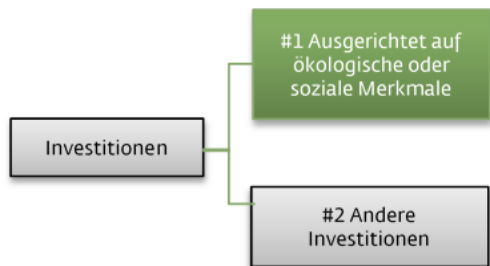 #1 Ausgerichtet auf
ökologische oder
soziale Merkmale
Investitionen
#2 Andere
Investitionen